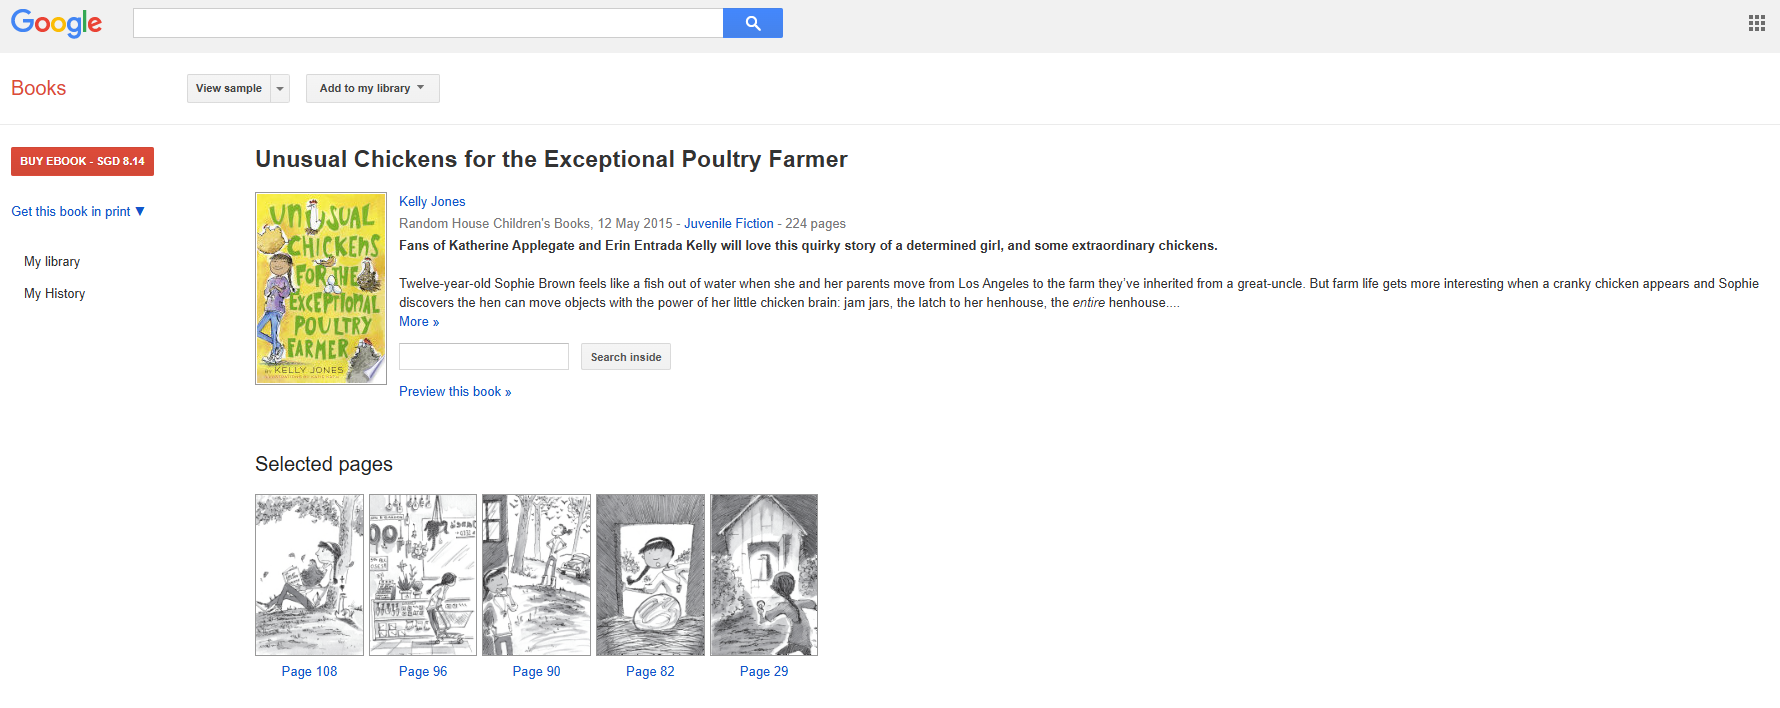 Google
Books
View sample
Add to my library
BUY EBOOK - SGD 8.14
Get this book in print ▼
My library
My History
Unusual Chickens for the Exceptional Poultry Farmer
UNUSUAL
CHICKENS
FOR THE
EXCEPTIONAL
POULTRY
FARMER
BY KELLY JONES
Kelly Jones
Random House Children's Books, 12 May 2015 - Juvenile Fiction - 224 pages
Fans of Katherine Applegate and Erin Entrada Kelly will love this quirky story of a determined girl, and some extraordinary chickens.
Twelve-year-old Sophie Brown feels like a fish out of water when she and her parents move from Los Angeles to the farm they’ve inherited from a great-uncle. But farm life gets more interesting when a cranky chicken appears and Sophie
discovers the hen can move objects with the power of her little chicken brain: jam jars, the latch to her henhouse, the entire henhouse....
More »
Search inside
Preview this book »
Selected pages
Page 108
Page 96
Page 90
Page 82
Page 29